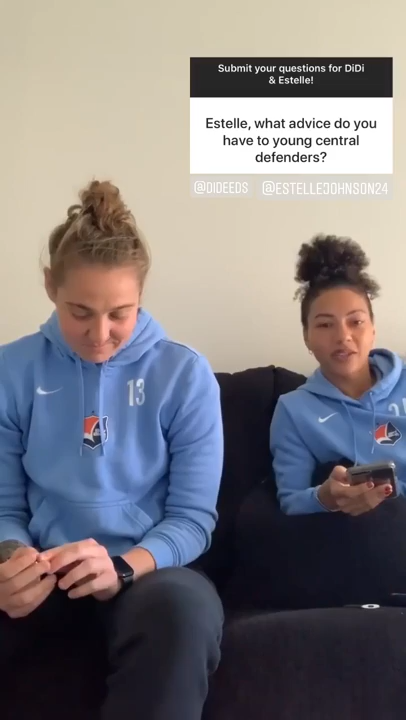 Submit your questions for DiDi
& Estelle!
Estelle, what advice do you
have to young central
defenders?
@DIDEEDS @ESTELLEJOHNSON24
13